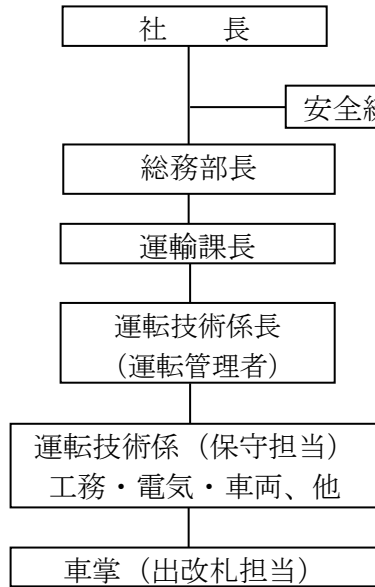 社　　長
安全
総務部長
運輸課長
運転技術係長
（運転管理者）
運転技術係（保守担当）
工務・電気・車両、他
車掌（出改札担当）